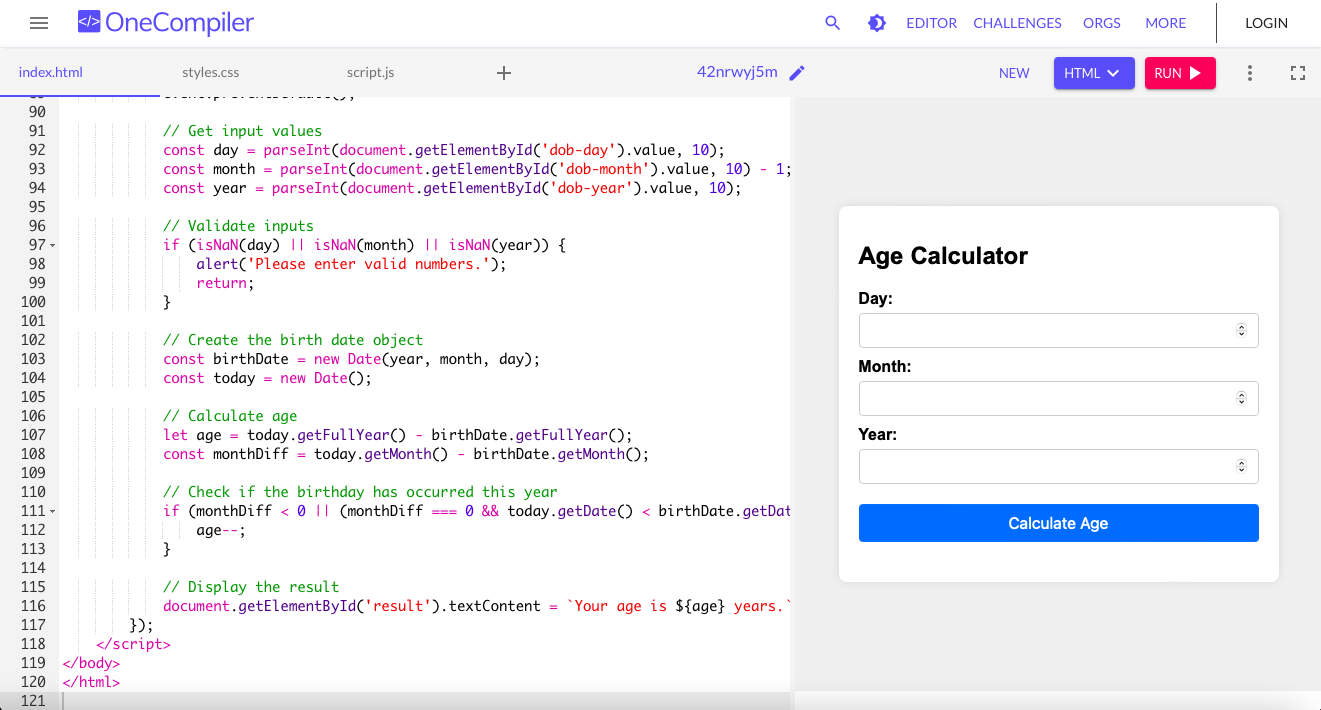 </> OneCompiler
EDITOR CHALLENGES ORGS MORE LOGIN
index.html styles.css script.js + 42nrwyj5m NEW HTML RUN
90
91 // Get input values
92 const day = parseInt(document.getElementById('dob-day').value, 10);
93 const month = parseInt(document.getElementById('dob-month').value, 10) - 1;
94 const year = parseInt(document.getElementById('dob-year').value, 10);
95
96 // Validate inputs
97 if (isNaN(day) || isNaN(month) || isNaN(year)) {
98 alert('Please enter valid numbers.');
99 return;
100 }
101
102 // Create the birth date object
103 const birthDate = new Date(year, month, day);
104 const today = new Date();
105
106 // Calculate age
107 let age = today.getFullYear() - birthDate.getFullYear();
108 const monthDiff = today.getMonth() - birthDate.getMonth();
109
110 // Check if the birthday has occurred this year
111 if (monthDiff < 0 || (monthDiff === 0 && today.getDate() < birthDate.getDat
112 age--;
113 }
114
115 // Display the result
116 document.getElementById('result').textContent = `Your age is ${age} years.`
117 });
118 </script>
119 </body>
120 </html>
121
Age Calculator
Day:
Month:
Year:
Calculate Age